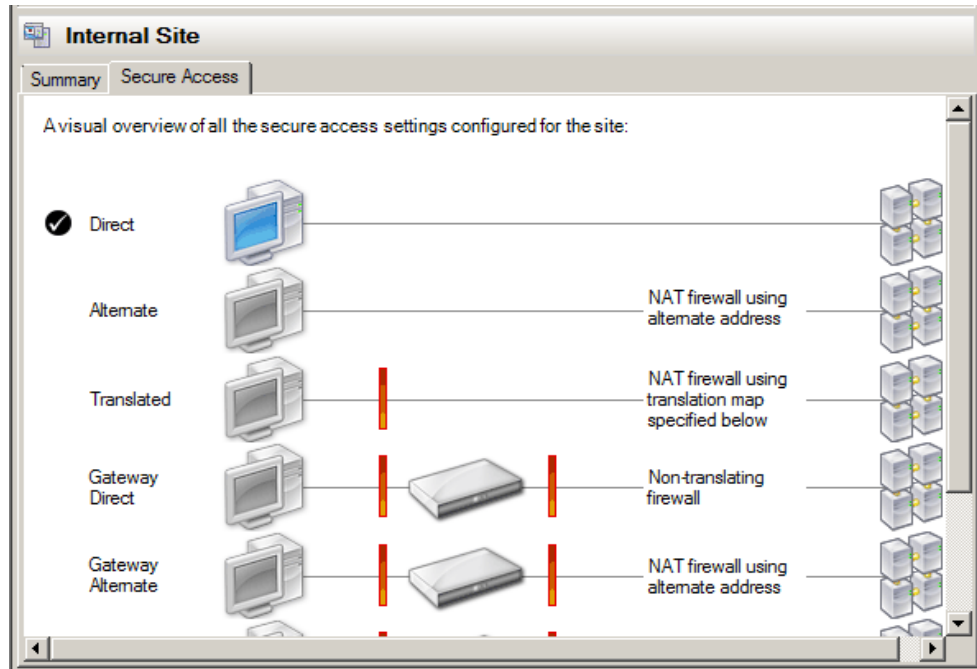 Internal Site
Summary
Secure Access
A visual overview of all the secure access settings configured for the site:
Direct
Alternate
NAT firewall using
alternate address
Translated
NAT firewall using
translation map
specified below
Gateway
Direct
Non-translating
firewall
Gateway
Alternate
NAT firewall using
alternate address